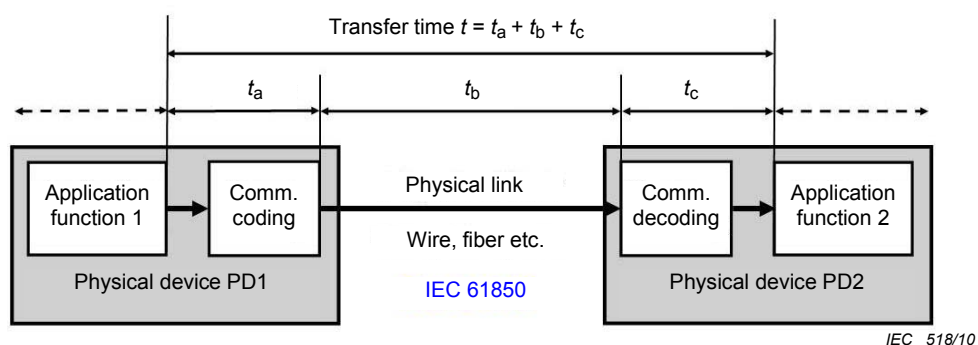 Transfer time t = ta + tb + tc
ta
tb
tc
Application
function 1
Comm.
coding
Physical link
Wire, fiber etc.
IEC 61850
Comm.
decoding
Application
function 2
Physical device PD1
Physical device PD2
IEC 518/10